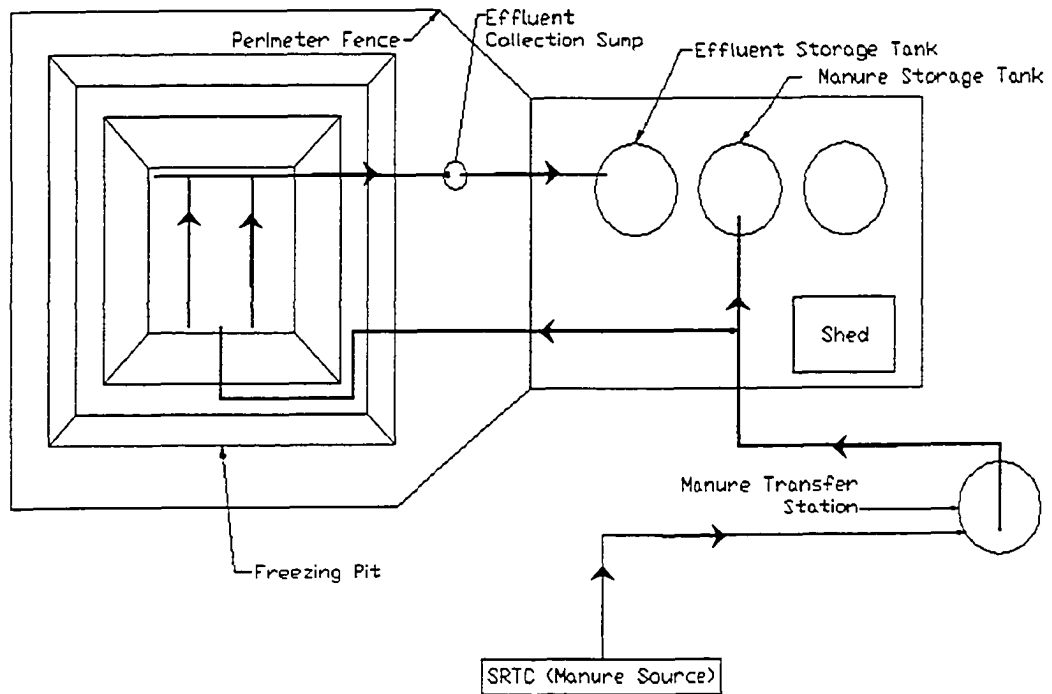 Effluent
Collection Sump
Perimeter Fence
Effluent Storage Tank
Manure Storage Tank
Shed
Manure Transfer
Station
Freezing Pit
SRTC (Manure Source)